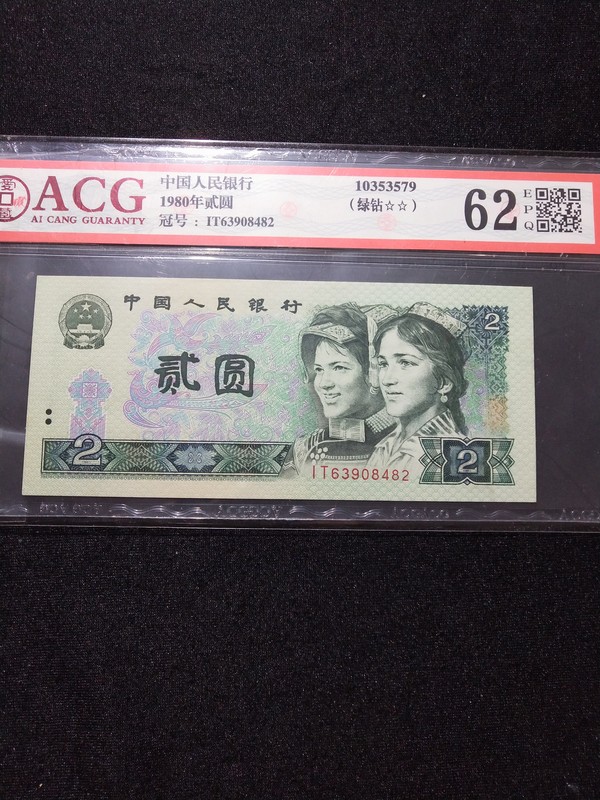 ACG
AI CANG GUARANTY
中国人民银行
1980年贰圆
冠号：IT63908482
10353579
（绿钻☆☆）
62
EPQ
中国人民银行
贰圆
2
2
IT63908482
2